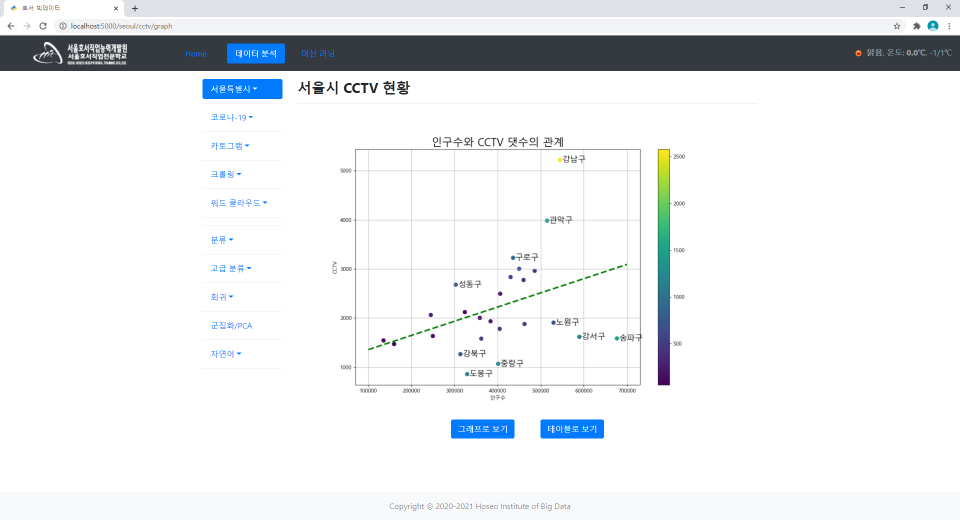 호서 빅데이터
localhost:5000/seoul/cctv/graph
서울호서직업능력개발원
서울호서직업전문학교
Home
데이터 분석
머신 러닝
맑음, 온도: 0.0℃, -1/1℃
서울특별시
코로나-19
카토그램
크롤링
워드 클라우드
분류
고급 분류
회귀
군집화/PCA
자연어
서울시 CCTV 현황
인구수와 CCTV 댓수의 관계
강남구
관악구
구로구
성동구
노원구
강서구
송파구
강북구
중랑구
도봉구
CCTV
5000
4000
3000
2000
1000
100000 200000 300000 400000 500000 600000 700000
인구수
2500
2000
1500
1000
500
그래프로 보기
테이블로 보기
Copyright © 2020-2021 Hoseo Institute of Big Data